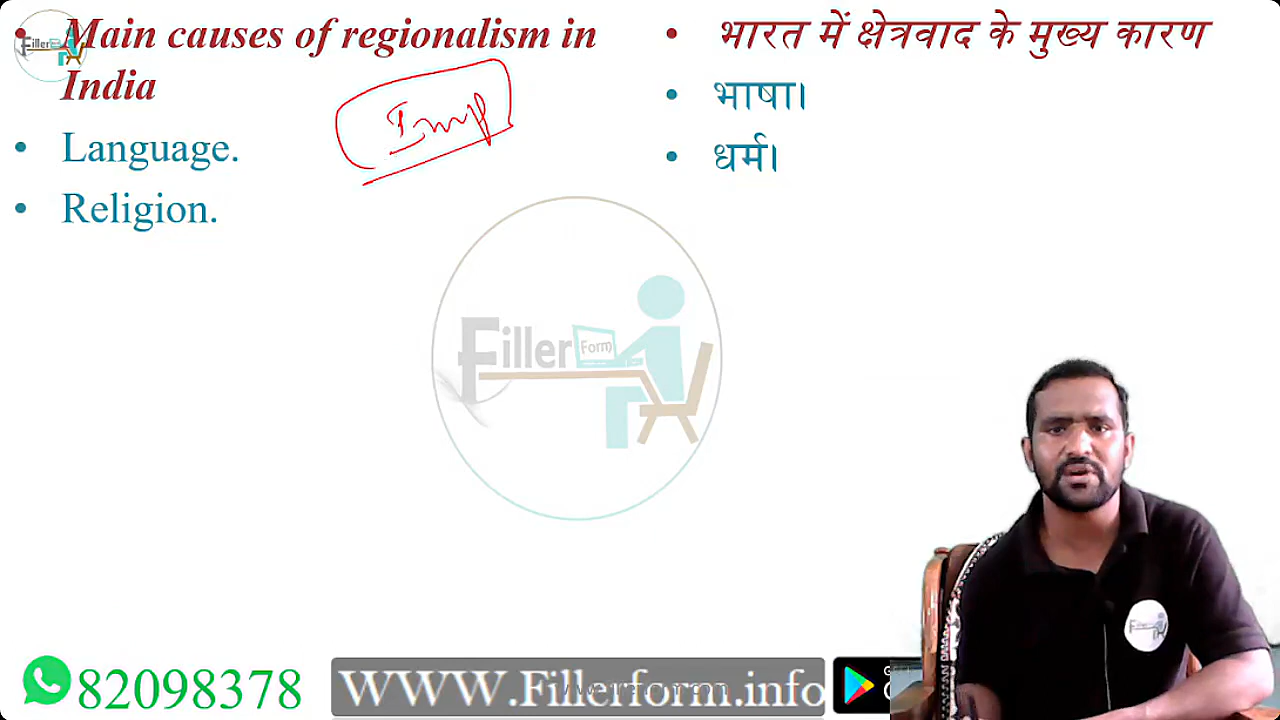 Main causes of regionalism in
India
Imp
Language.
Religion.
भारत में क्षेत्रवाद के मुख्य कारण
भाषा।
धर्म।
Filler
Form
82098378
WWW.Fillerform.info